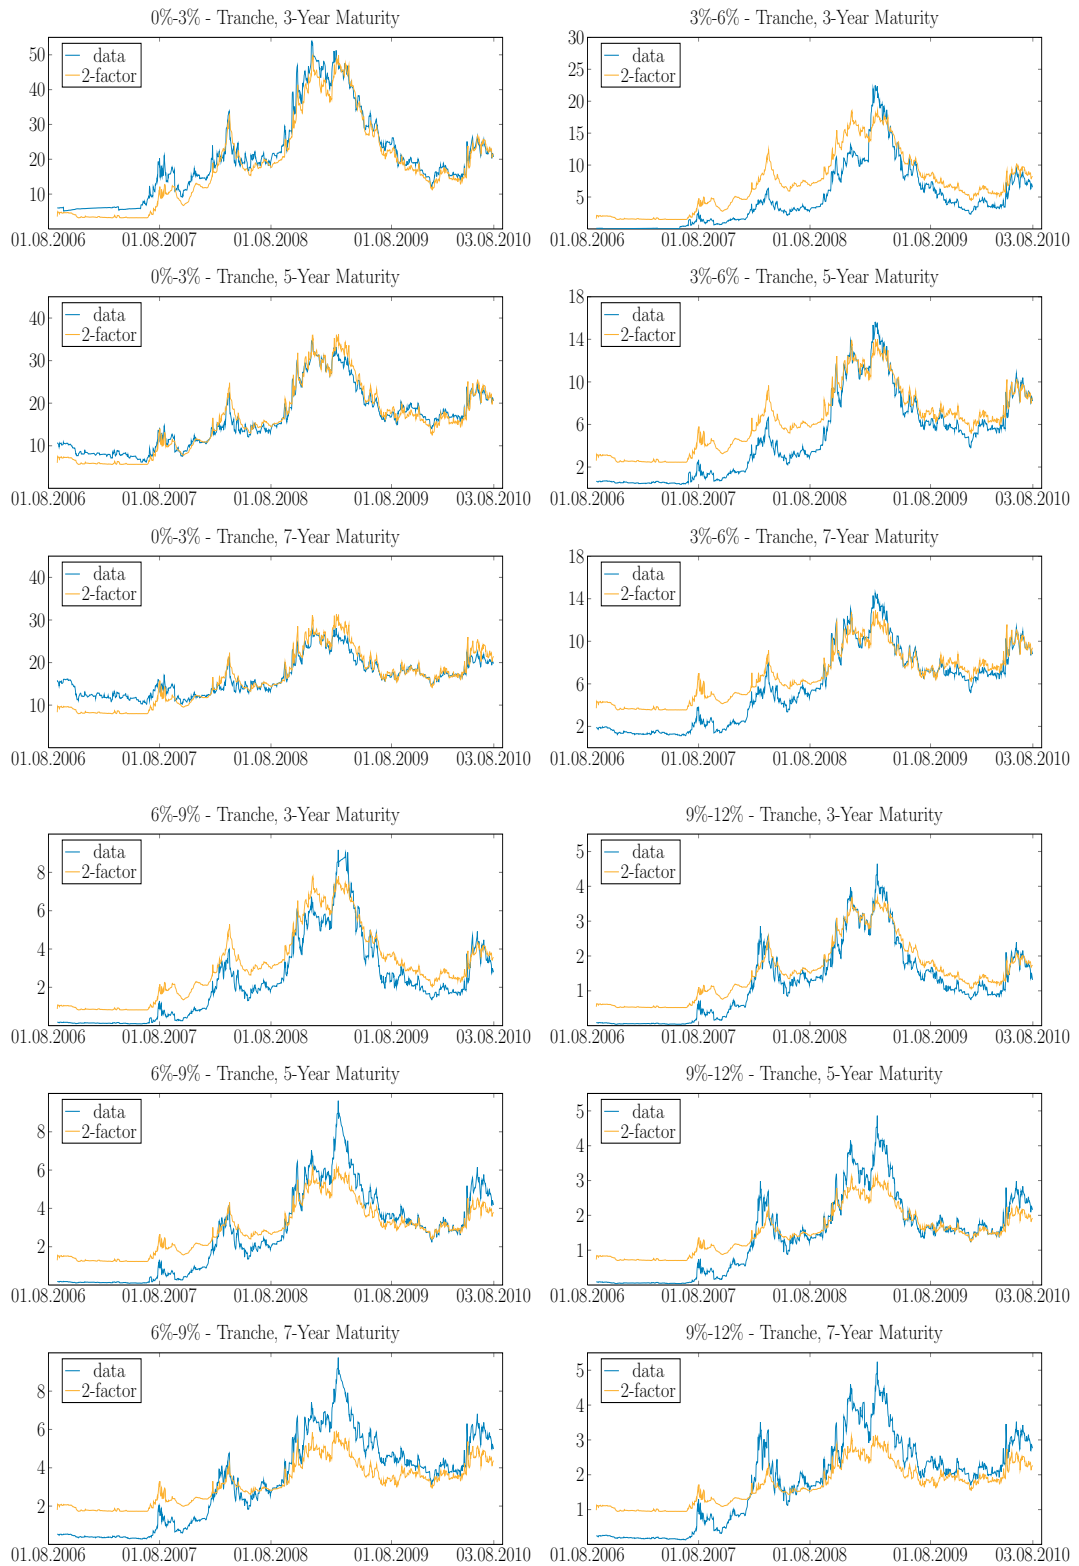 0%-3% - Tranche, 3-Year Maturity
data
2-factor
50
40
30
20
10
01.08.2006 01.08.2007 01.08.2008 01.08.2009 03.08.2010
3%-6% - Tranche, 3-Year Maturity
data
2-factor
30
25
20
15
10
5
01.08.2006 01.08.2007 01.08.2008 01.08.2009 03.08.2010
0%-3% - Tranche, 5-Year Maturity
data
2-factor
40
30
20
10
01.08.2006 01.08.2007 01.08.2008 01.08.2009 03.08.2010
3%-6% - Tranche, 5-Year Maturity
data
2-factor
18
14
10
6
2
01.08.2006 01.08.2007 01.08.2008 01.08.2009 03.08.2010
0%-3% - Tranche, 7-Year Maturity
data
2-factor
40
30
20
10
01.08.2006 01.08.2007 01.08.2008 01.08.2009 03.08.2010
3%-6% - Tranche, 7-Year Maturity
data
2-factor
18
14
10
6
2
01.08.2006 01.08.2007 01.08.2008 01.08.2009 03.08.2010
6%-9% - Tranche, 3-Year Maturity
data
2-factor
8
6
4
2
01.08.2006 01.08.2007 01.08.2008 01.08.2009 03.08.2010
9%-12% - Tranche, 3-Year Maturity
data
2-factor
5
4
3
2
1
01.08.2006 01.08.2007 01.08.2008 01.08.2009 03.08.2010
6%-9% - Tranche, 5-Year Maturity
data
2-factor
8
6
4
2
01.08.2006 01.08.2007 01.08.2008 01.08.2009 03.08.2010
9%-12% - Tranche, 5-Year Maturity
data
2-factor
5
4
3
2
1
01.08.2006 01.08.2007 01.08.2008 01.08.2009 03.08.2010
6%-9% - Tranche, 7-Year Maturity
data
2-factor
8
6
4
2
01.08.2006 01.08.2007 01.08.2008 01.08.2009 03.08.2010
9%-12% - Tranche, 7-Year Maturity
data
2-factor
5
4
3
2
1
01.08.2006 01.08.2007 01.08.2008 01.08.2009 03.08.2010